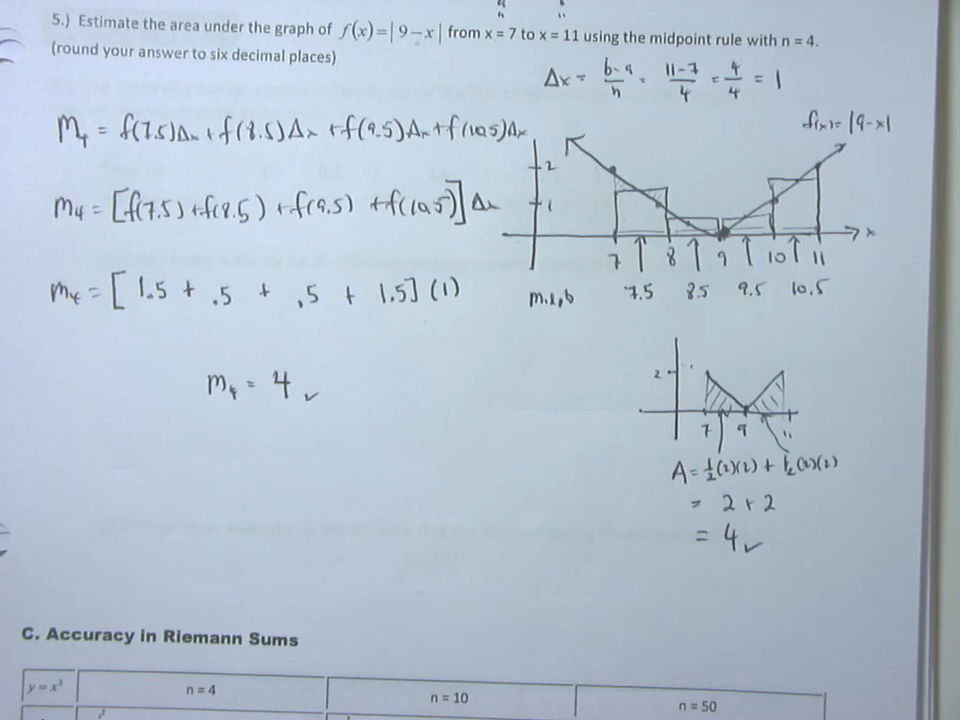 5.) Estimate the area under the graph of f(x)=| 9 − x | from x = 7 to x = 11 using the midpoint rule with n = 4.
(round your answer to six decimal places)
Δx = b-a/n = 11-7/4 = 4/4 = 1
M4 = f(7.5)Δx + f(8.5)Δx + f(9.5)Δx + f(10.5)Δx
f(x) = |9-x|
2
M4 = [f(7.5) + f(8.5) + f(9.5) + f(10.5)] Δx
1
x
7 8 9 10 11
M4 = [ 1.5 + .5 + .5 + 1.5] (1)
7.5 8.5 9.5 10.5
2
M4 = 4 ✓
7 9 11
A = 1/2(2)(2) + 1/2(2)(2)
= 2 + 2
= 4 ✓
C. Accuracy in Riemann Sums
y = x² n = 4 n = 10 n = 50